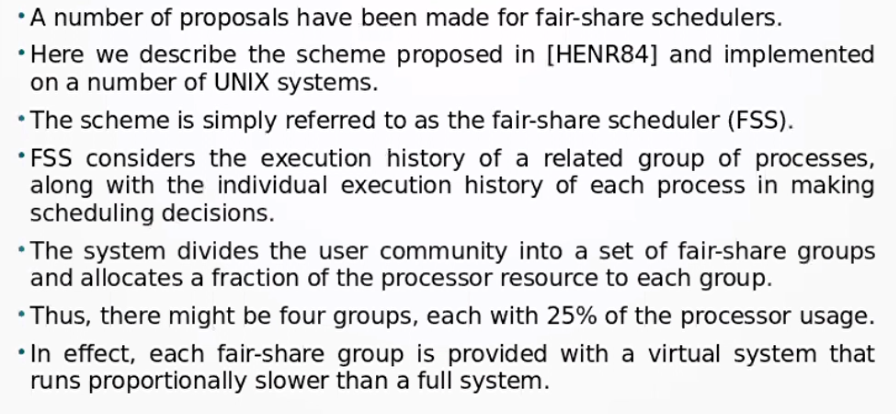 •A number of proposals have been made for fair-share schedulers.
•Here we describe the scheme proposed in [HENR84] and implemented
on a number of UNIX systems.
•The scheme is simply referred to as the fair-share scheduler (FSS).
•FSS considers the execution history of a related group of processes,
along with the individual execution history of each process in making
scheduling decisions.
•The system divides the user community into a set of fair-share groups
and allocates a fraction of the processor resource to each group.
•Thus, there might be four groups, each with 25% of the processor usage.
•In effect, each fair-share group is provided with a virtual system that
runs proportionally slower than a full system.